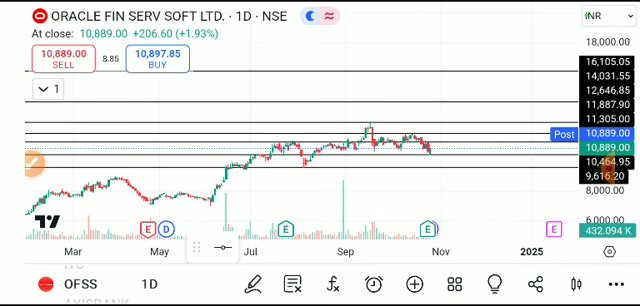 ORACLE FIN SERV SOFT LTD. · 1D · NSE
INR
At close: 10,889.00 +206.60 (+1.93%)
10,889.00
SELL
8.85
10,897.85
BUY
1
18,000.00
16,105.05
14,031.55
12,646.85
11,887.90
11,305.00
Post 10,889.00
10,889.00
10,464.95
9,616.20
8,000.00
6,000.00
432.094 K
E
D
E
E
E
Mar
May
Jul
Sep
Nov
2025
OFSS 1D